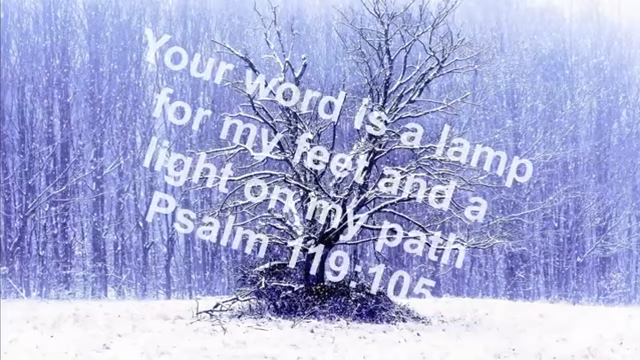 Your word is a lamp
for my feet and a
light on my path
Psalm 119:105